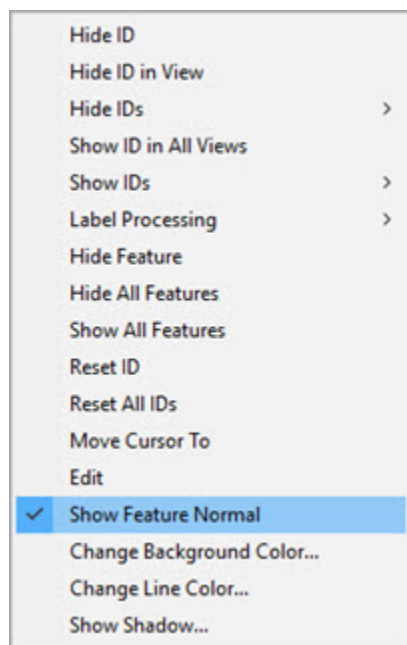 Hide ID
Hide ID in View
Hide IDs
Show ID in All Views
Show IDs
Label Processing
Hide Feature
Hide All Features
Show All Features
Reset ID
Reset All IDs
Move Cursor To
Edit
Show Feature Normal
Change Background Color...
Change Line Color...
Show Shadow...